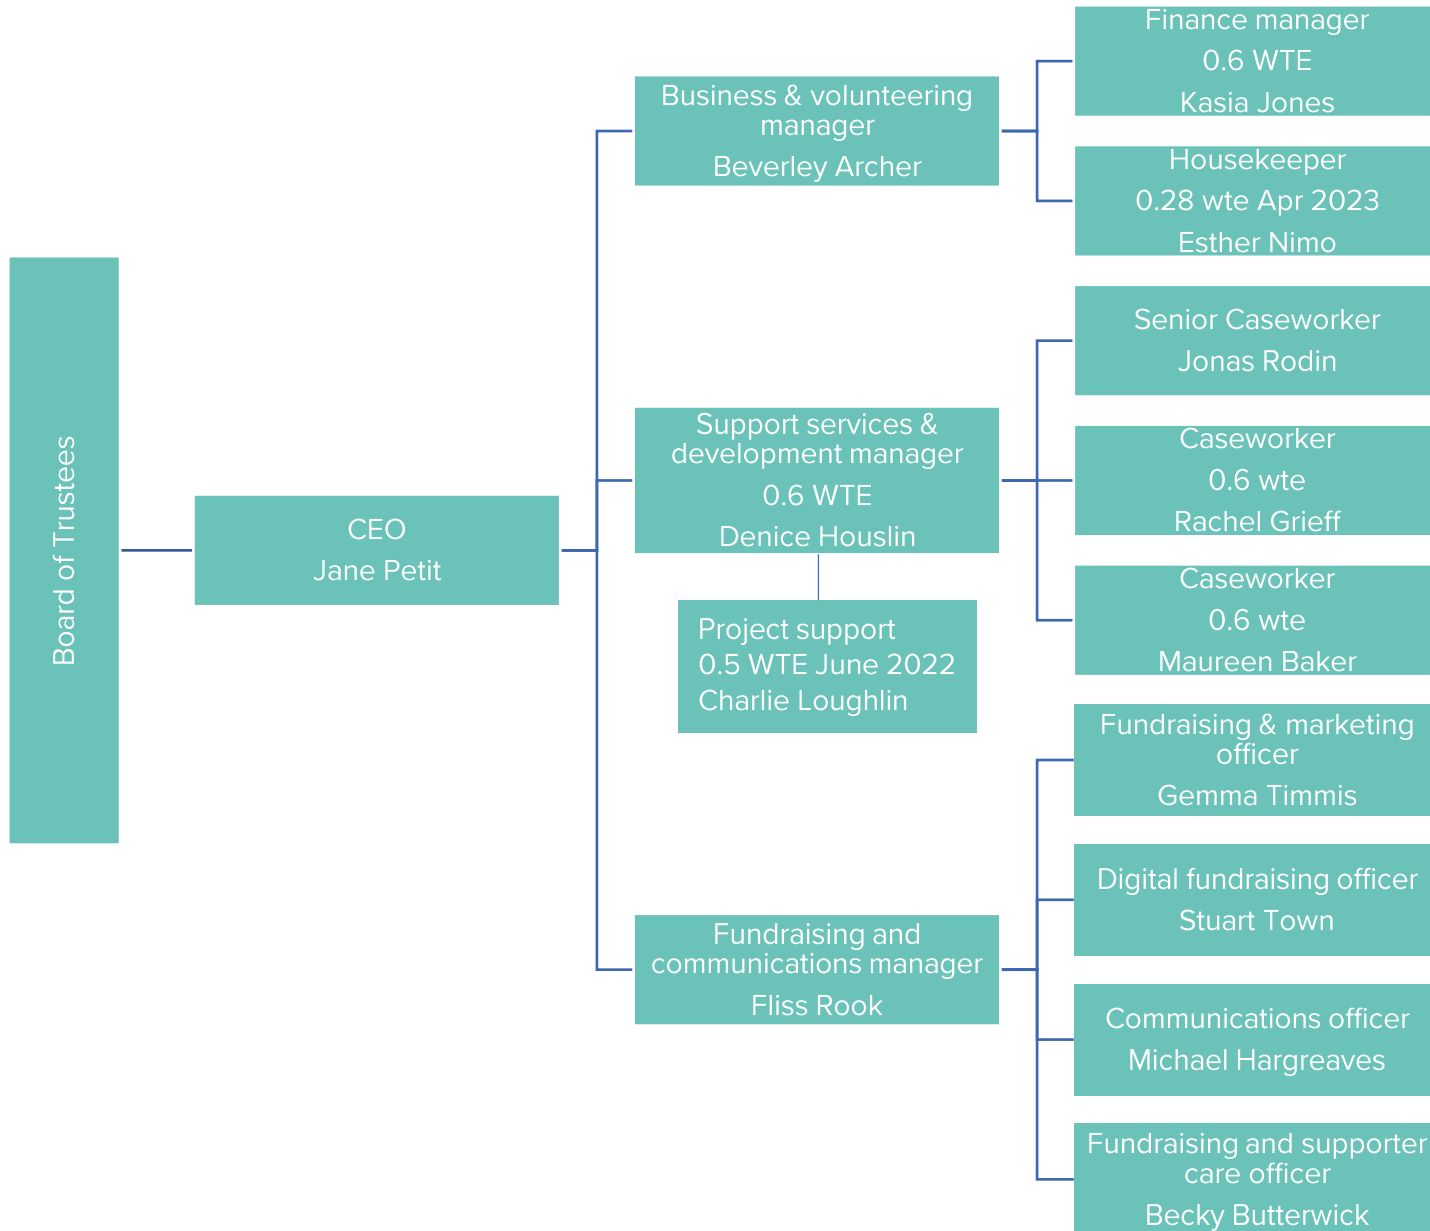 Board of Trustees
CEO
Jane Petit
Business & volunteering
manager
Beverley Archer
Finance manager
0.6 WTE
Kasia Jones
Housekeeper
0.28 wte Apr 2023
Esther Nimo
Support services &
development manager
0.6 WTE
Denice Houslin
Project support
0.5 WTE June 2022
Charlie Loughlin
Senior Caseworker
Jonas Rodin
Caseworker
0.6 wte
Rachel Grieff
Caseworker
0.6 wte
Maureen Baker
Fundraising and
communications manager
Fliss Rook
Fundraising & marketing
officer
Gemma Timmis
Digital fundraising officer
Stuart Town
Communications officer
Michael Hargreaves
Fundraising and supporter
care officer
Becky Butterwick